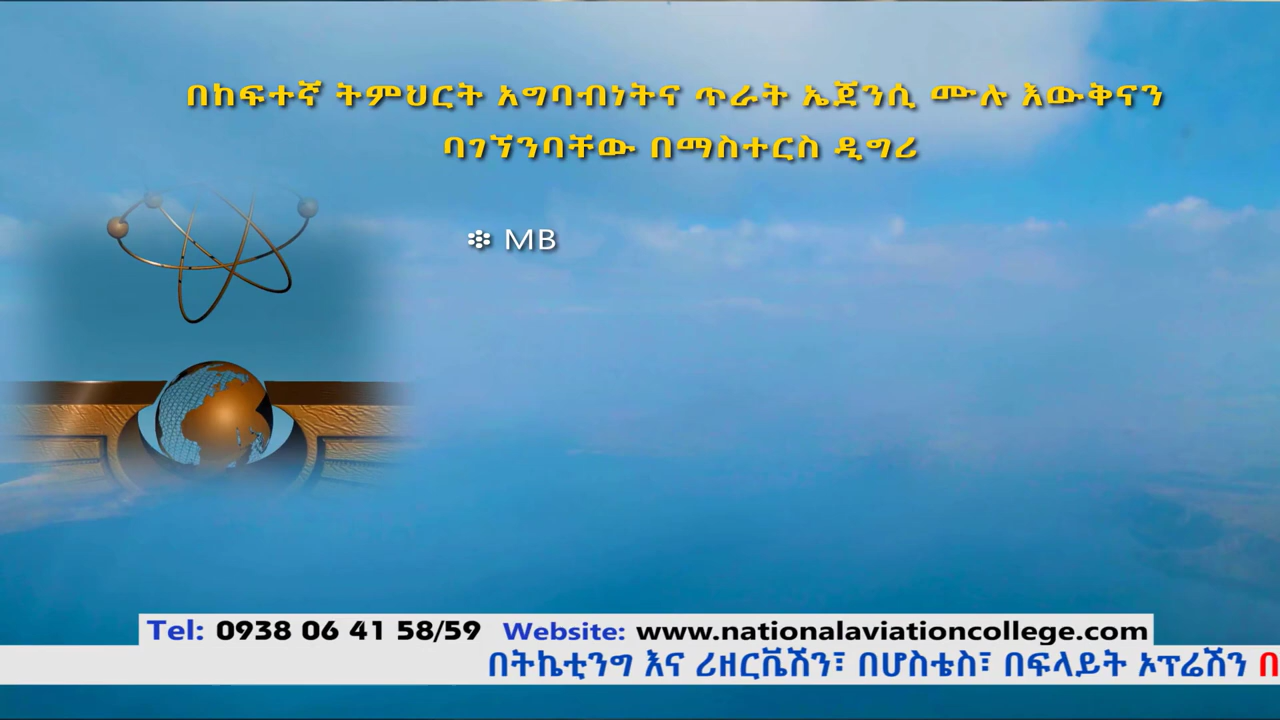 በከፍተኛ ትምህርት አግባብነትና ጥራት ኤጀንሲ ሙሉ እውቅናን
ባገኘንባቸው በማስተርስ ዲግሪ
MB
Tel: 0938 06 41 58/59 Website: www.nationalaviationcollege.com
በትኬቲንግ እና ሪዘርቬሽን፣ በሆስቴስ፣ በፍላይት ኦፕሬሽን በ